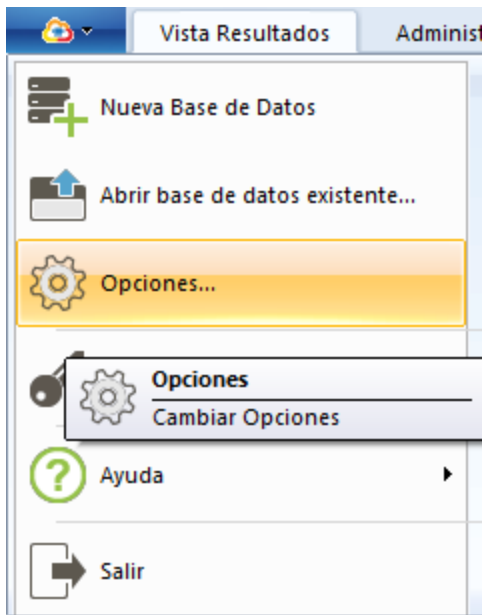 Vista Resultados
Administ
Nueva Base de Datos
Abrir base de datos existente...
Opciones...
Opciones
Cambiar Opciones
Ayuda
Salir